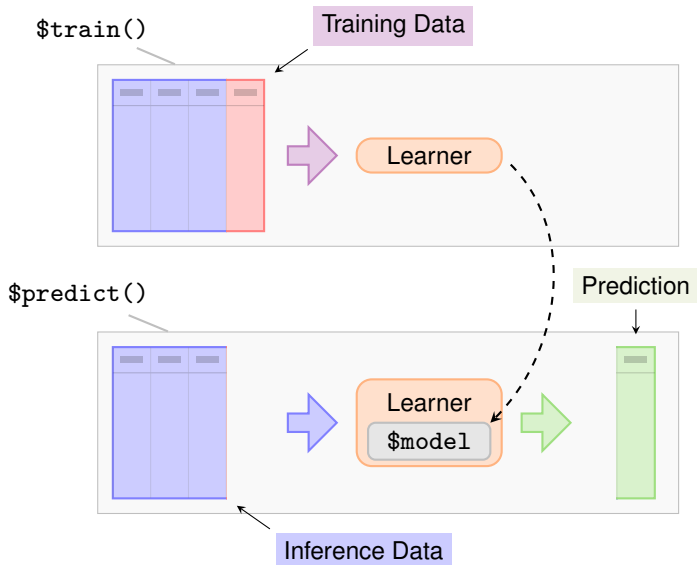 $train()
Training Data
Learner
$predict()
Prediction
Learner
$model
Inference Data